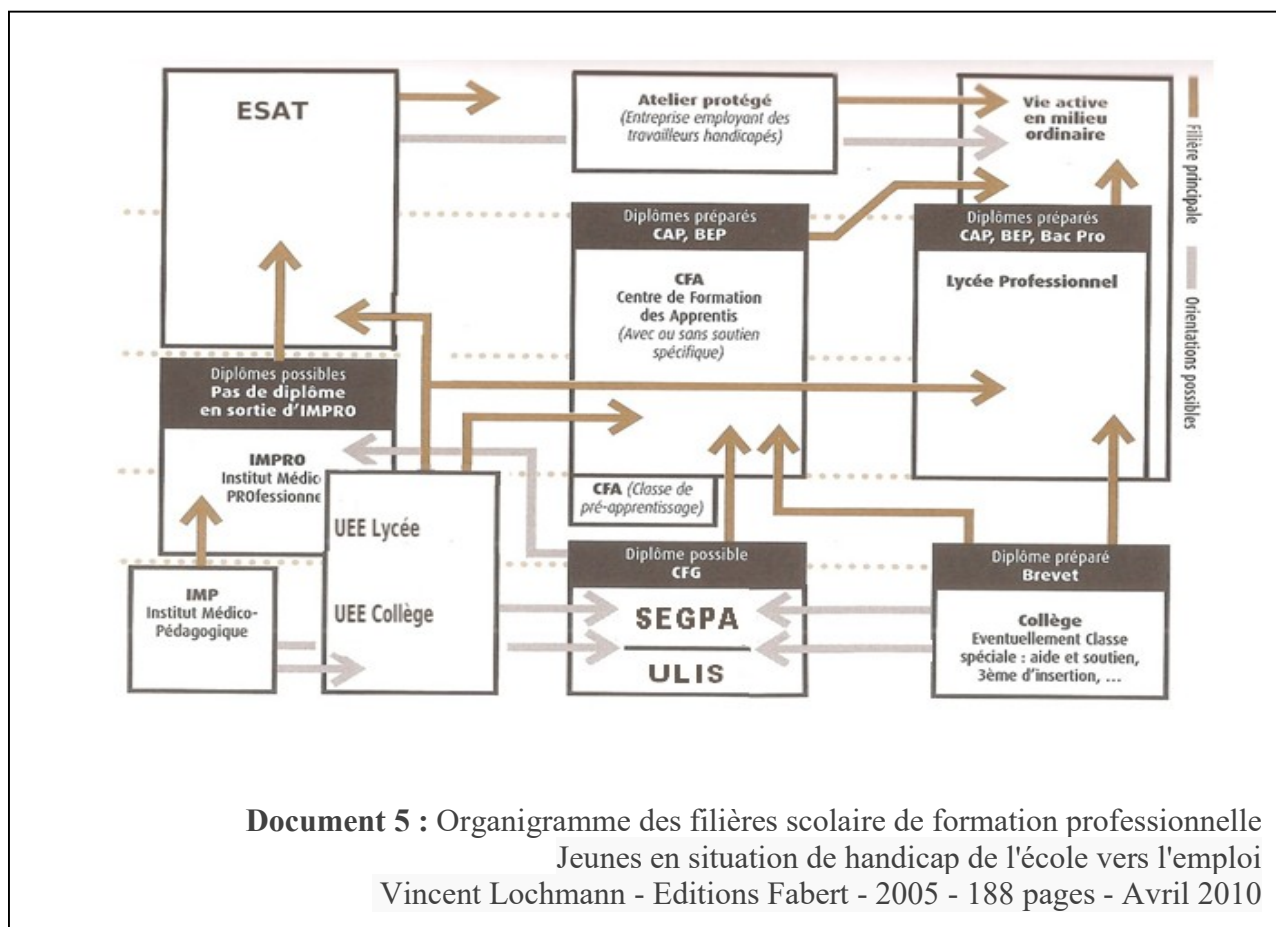 ESAT
Atelier protégé
(Entreprise employant des
travailleurs handicapés)
Vie active
en milieu
ordinaire
Filière principale
Orientations possibles
Diplômes préparés
CAP, BEP
CFA
Centre de Formation
des Apprentis
(Avec ou sans soutien
spécifique)
Diplômes préparés
CAP, BEP, Bac Pro
Lycée Professionnel
Diplômes possibles
Pas de diplôme
en sortie d'IMPRO
IMPRO
Institut Médic
PROfessionne
CFA (Classe de
pré-apprentissage)
UEE Lycée
UEE Collège
IMP
Institut Médico-
Pédagogique
Diplôme possible
CFG
SEGPA
ULIS
Diplôme préparé
Brevet
Collège
Eventuellement Classe
spéciale : aide et soutien,
3ème d'insertion, ...
Document 5 : Organigramme des filières scolaire de formation professionnelle
Jeunes en situation de handicap de l'école vers l'emploi
Vincent Lochmann - Editions Fabert - 2005 - 188 pages - Avril 2010